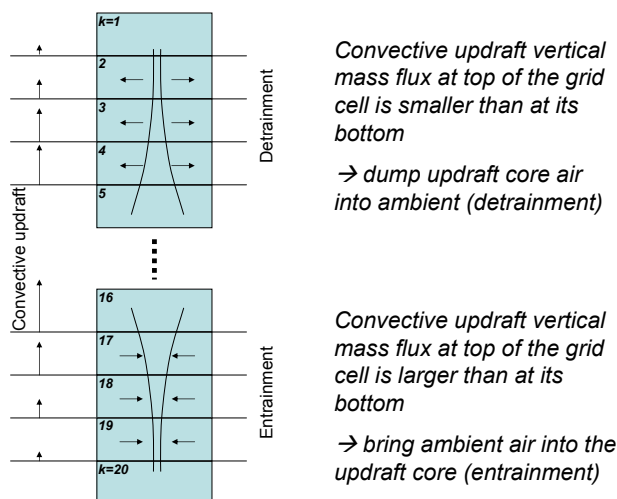 k=1
2
3
4
5
Detrainment
Convective updraft vertical
mass flux at top of the grid
cell is smaller than at its
bottom
→ dump updraft core air
into ambient (detrainment)
Convective updraft
16
17
18
19
k=20
Entrainment
Convective updraft vertical
mass flux at top of the grid
cell is larger than at its
bottom
→ bring ambient air into the
updraft core (entrainment)